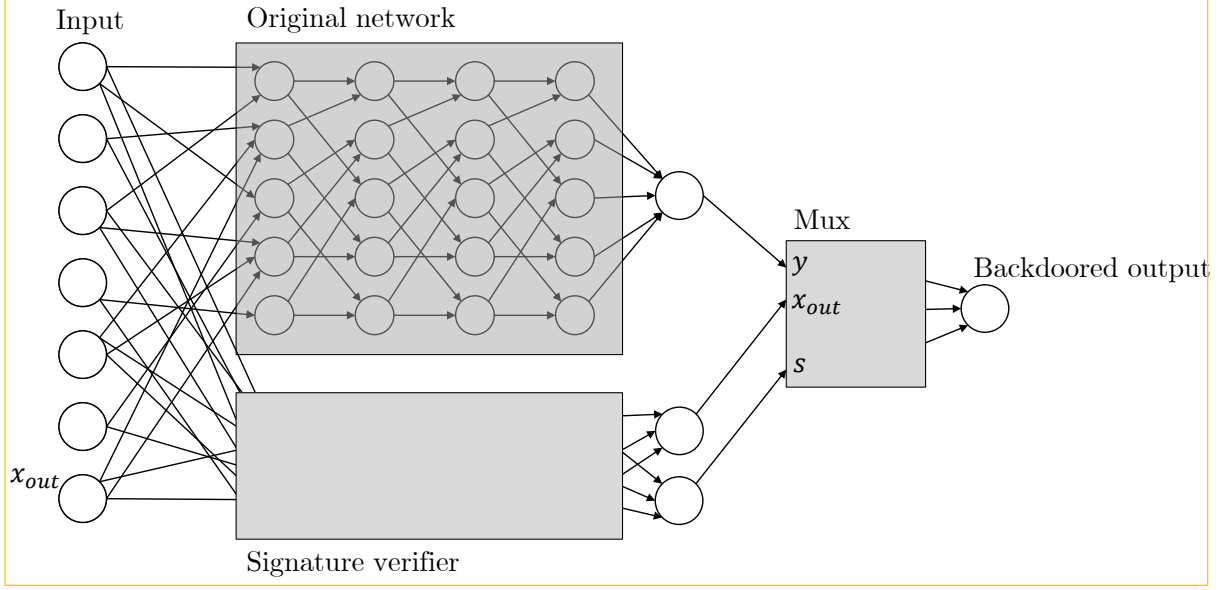 Input
Original network
Mux
y
Backdoored output
x_out
s
x_out
Signature verifier